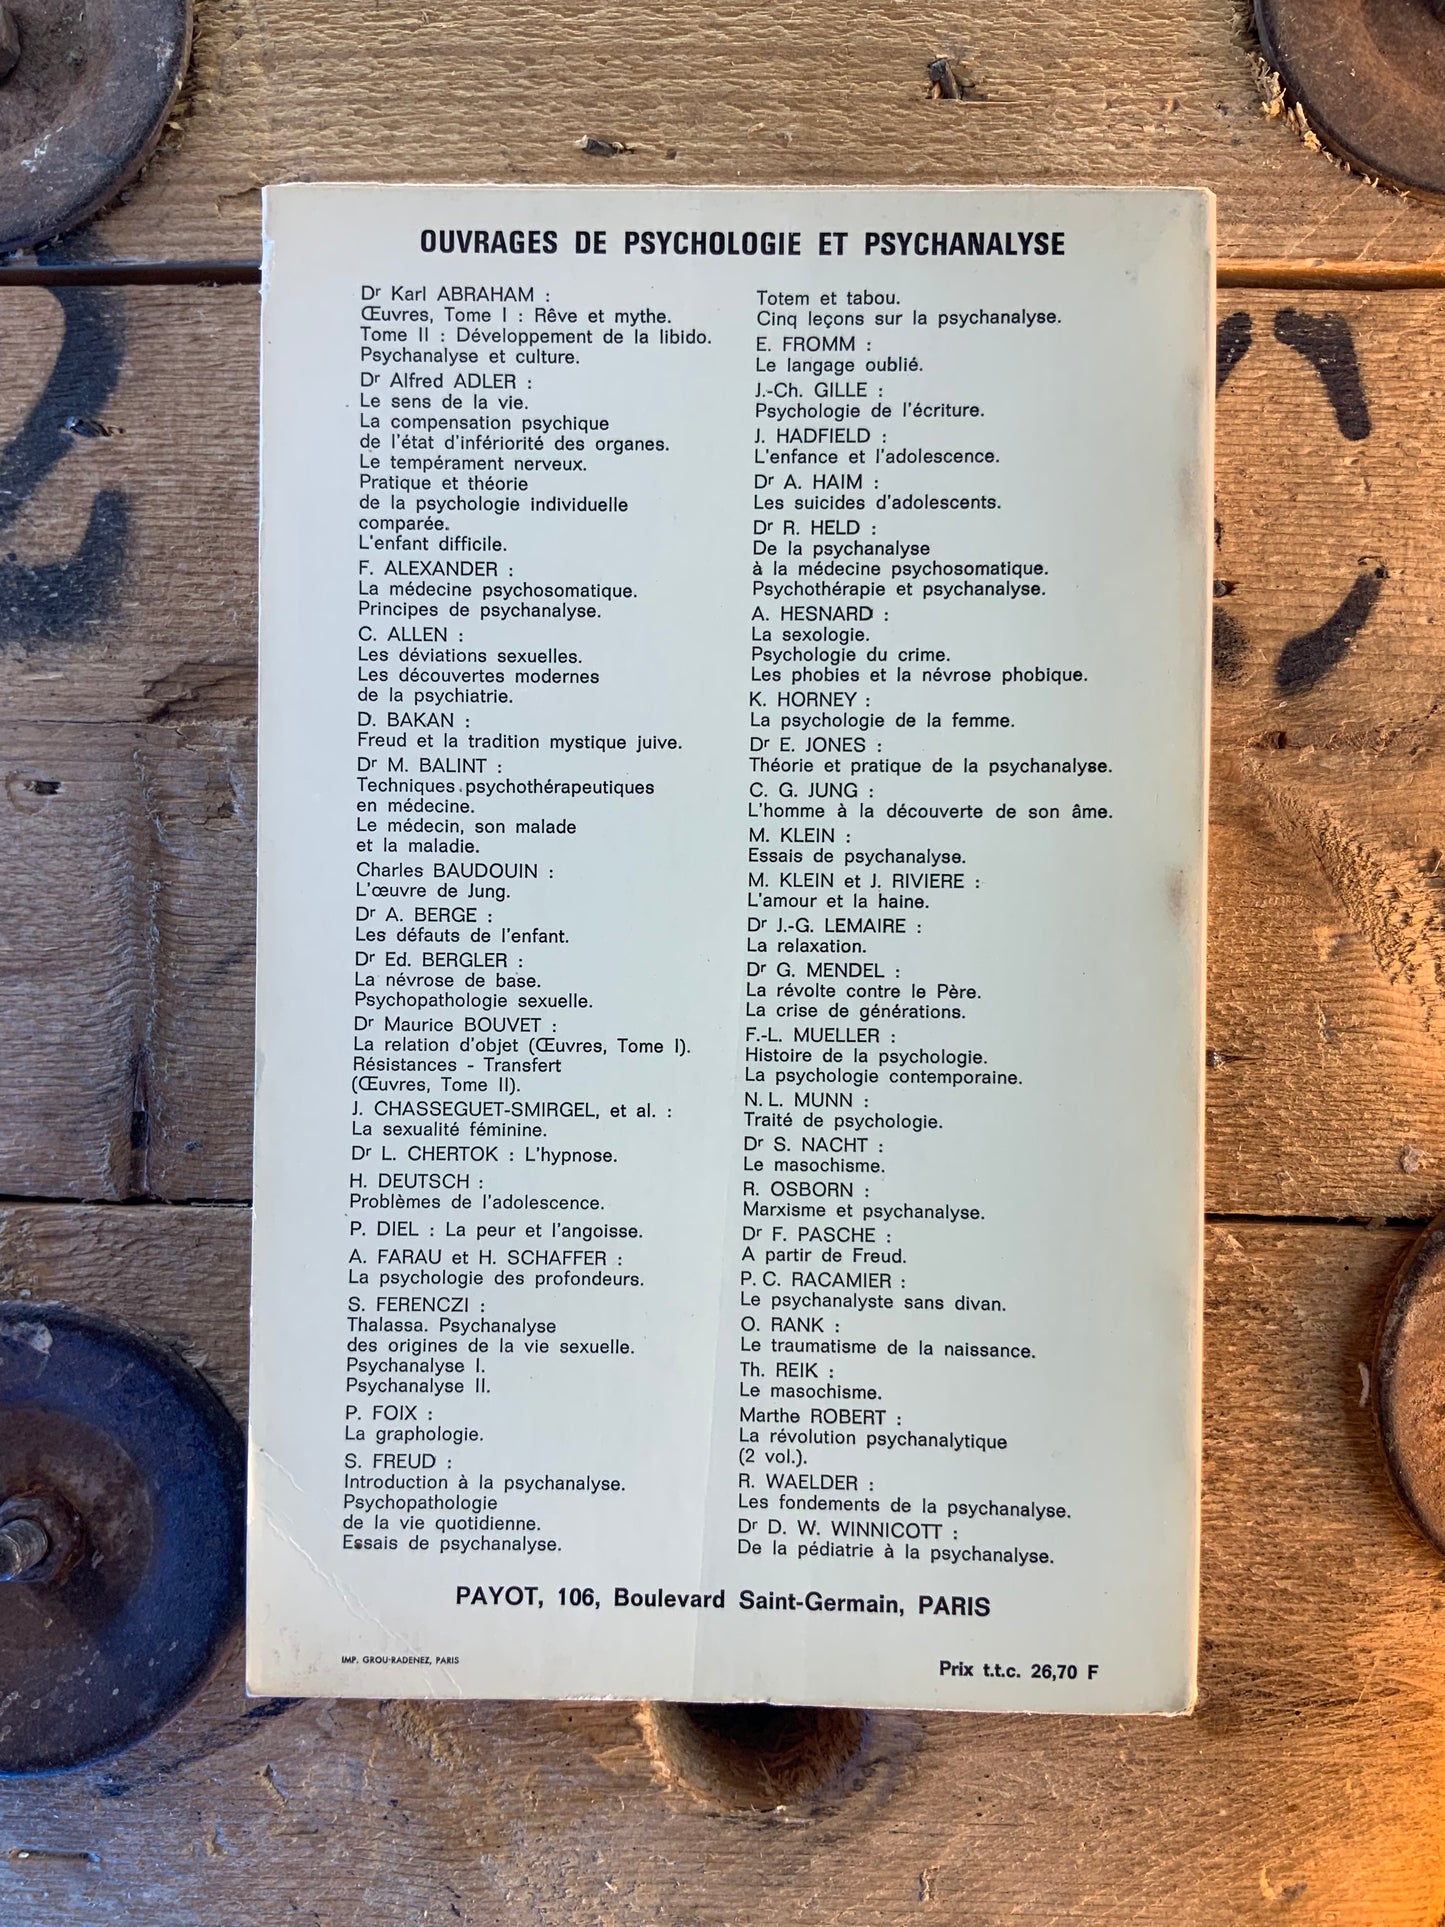 OUVRAGES DE PSYCHOLOGIE ET PSYCHANALYSE
Dr Karl ABRAHAM :
Œuvres, Tome I : Rêve et mythe.
Tome II : Développement de la libido.
Psychanalyse et culture.
Dr Alfred ADLER :
Le sens de la vie.
La compensation psychique
de l'état d'infériorité des organes.
Le tempérament nerveux.
Pratique et théorie
de la psychologie individuelle
comparée.
L'enfant difficile.
F. ALEXANDER :
La médecine psychosomatique.
Principes de psychanalyse.
C. ALLEN :
Les déviations sexuelles.
Les découvertes modernes
de la psychiatrie.
D. BAKAN :
Freud et la tradition mystique juive.
Dr M. BALINT :
Techniques psychothérapeutiques
en médecine.
Le médecin, son malade
et la maladie.
Charles BAUDOUIN :
L'œuvre de Jung.
Dr A. BERGE :
Les défauts de l'enfant.
Dr Ed. BERGLER :
La névrose de base.
Psychopathologie sexuelle.
Dr Maurice BOUVET :
La relation d'objet (Œuvres, Tome I).
Résistances - Transfert
(Œuvres, Tome II).
J. CHASSEGUET-SMIRGEL, et al. :
La sexualité féminine.
Dr L. CHERTOK : L'hypnose.
H. DEUTSCH :
Problèmes de l'adolescence.
P. DIEL : La peur et l'angoisse.
A. FARAU et H. SCHAFFER :
La psychologie des profondeurs.
S. FERENCZI :
Thalassa. Psychanalyse
des origines de la vie sexuelle.
Psychanalyse I.
Psychanalyse II.
P. FOIX :
La graphologie.
S. FREUD :
Introduction à la psychanalyse.
Psychopathologie
de la vie quotidienne.
Essais de psychanalyse.
Totem et tabou.
Cinq leçons sur la psychanalyse.
E. FROMM :
Le langage oublié.
J.-Ch. GILLE :
Psychologie de l'écriture.
J. HADFIELD :
L'enfance et l'adolescence.
Dr A. HAIM :
Les suicides d'adolescents.
Dr R. HELD :
De la psychanalyse
à la médecine psychosomatique.
Psychothérapie et psychanalyse.
A. HESNARD :
La sexologie.
Psychologie du crime.
Les phobies et la névrose phobique.
K. HORNEY :
La psychologie de la femme.
Dr E. JONES :
Théorie et pratique de la psychanalyse.
C. G. JUNG :
L'homme à la découverte de son âme.
M. KLEIN :
Essais de psychanalyse.
M. KLEIN et J. RIVIERE :
L'amour et la haine.
Dr J.-G. LEMAIRE :
La relaxation.
Dr G. MENDEL :
La révolte contre le Père.
La crise de générations.
F.-L. MUELLER :
Histoire de la psychologie.
La psychologie contemporaine.
N. L. MUNN :
Traité de psychologie.
Dr S. NACHT :
Le masochisme.
R. OSBORN :
Marxisme et psychanalyse.
Dr F. PASCHE :
A partir de Freud.
P. C. RACAMIER :
Le psychanalyste sans divan.
O. RANK :
Le traumatisme de la naissance.
Th. REIK :
Le masochisme.
Marthe ROBERT :
La révolution psychanalytique
(2 vol.).
R. WAELDER :
Les fondements de la psychanalyse.
Dr D. W. WINNICOTT :
De la pédiatrie à la psychanalyse.
PAYOT, 106, Boulevard Saint-Germain, PARIS
IMP. GROU-RADENEZ, PARIS
Prix t.t.c. 26,70 F